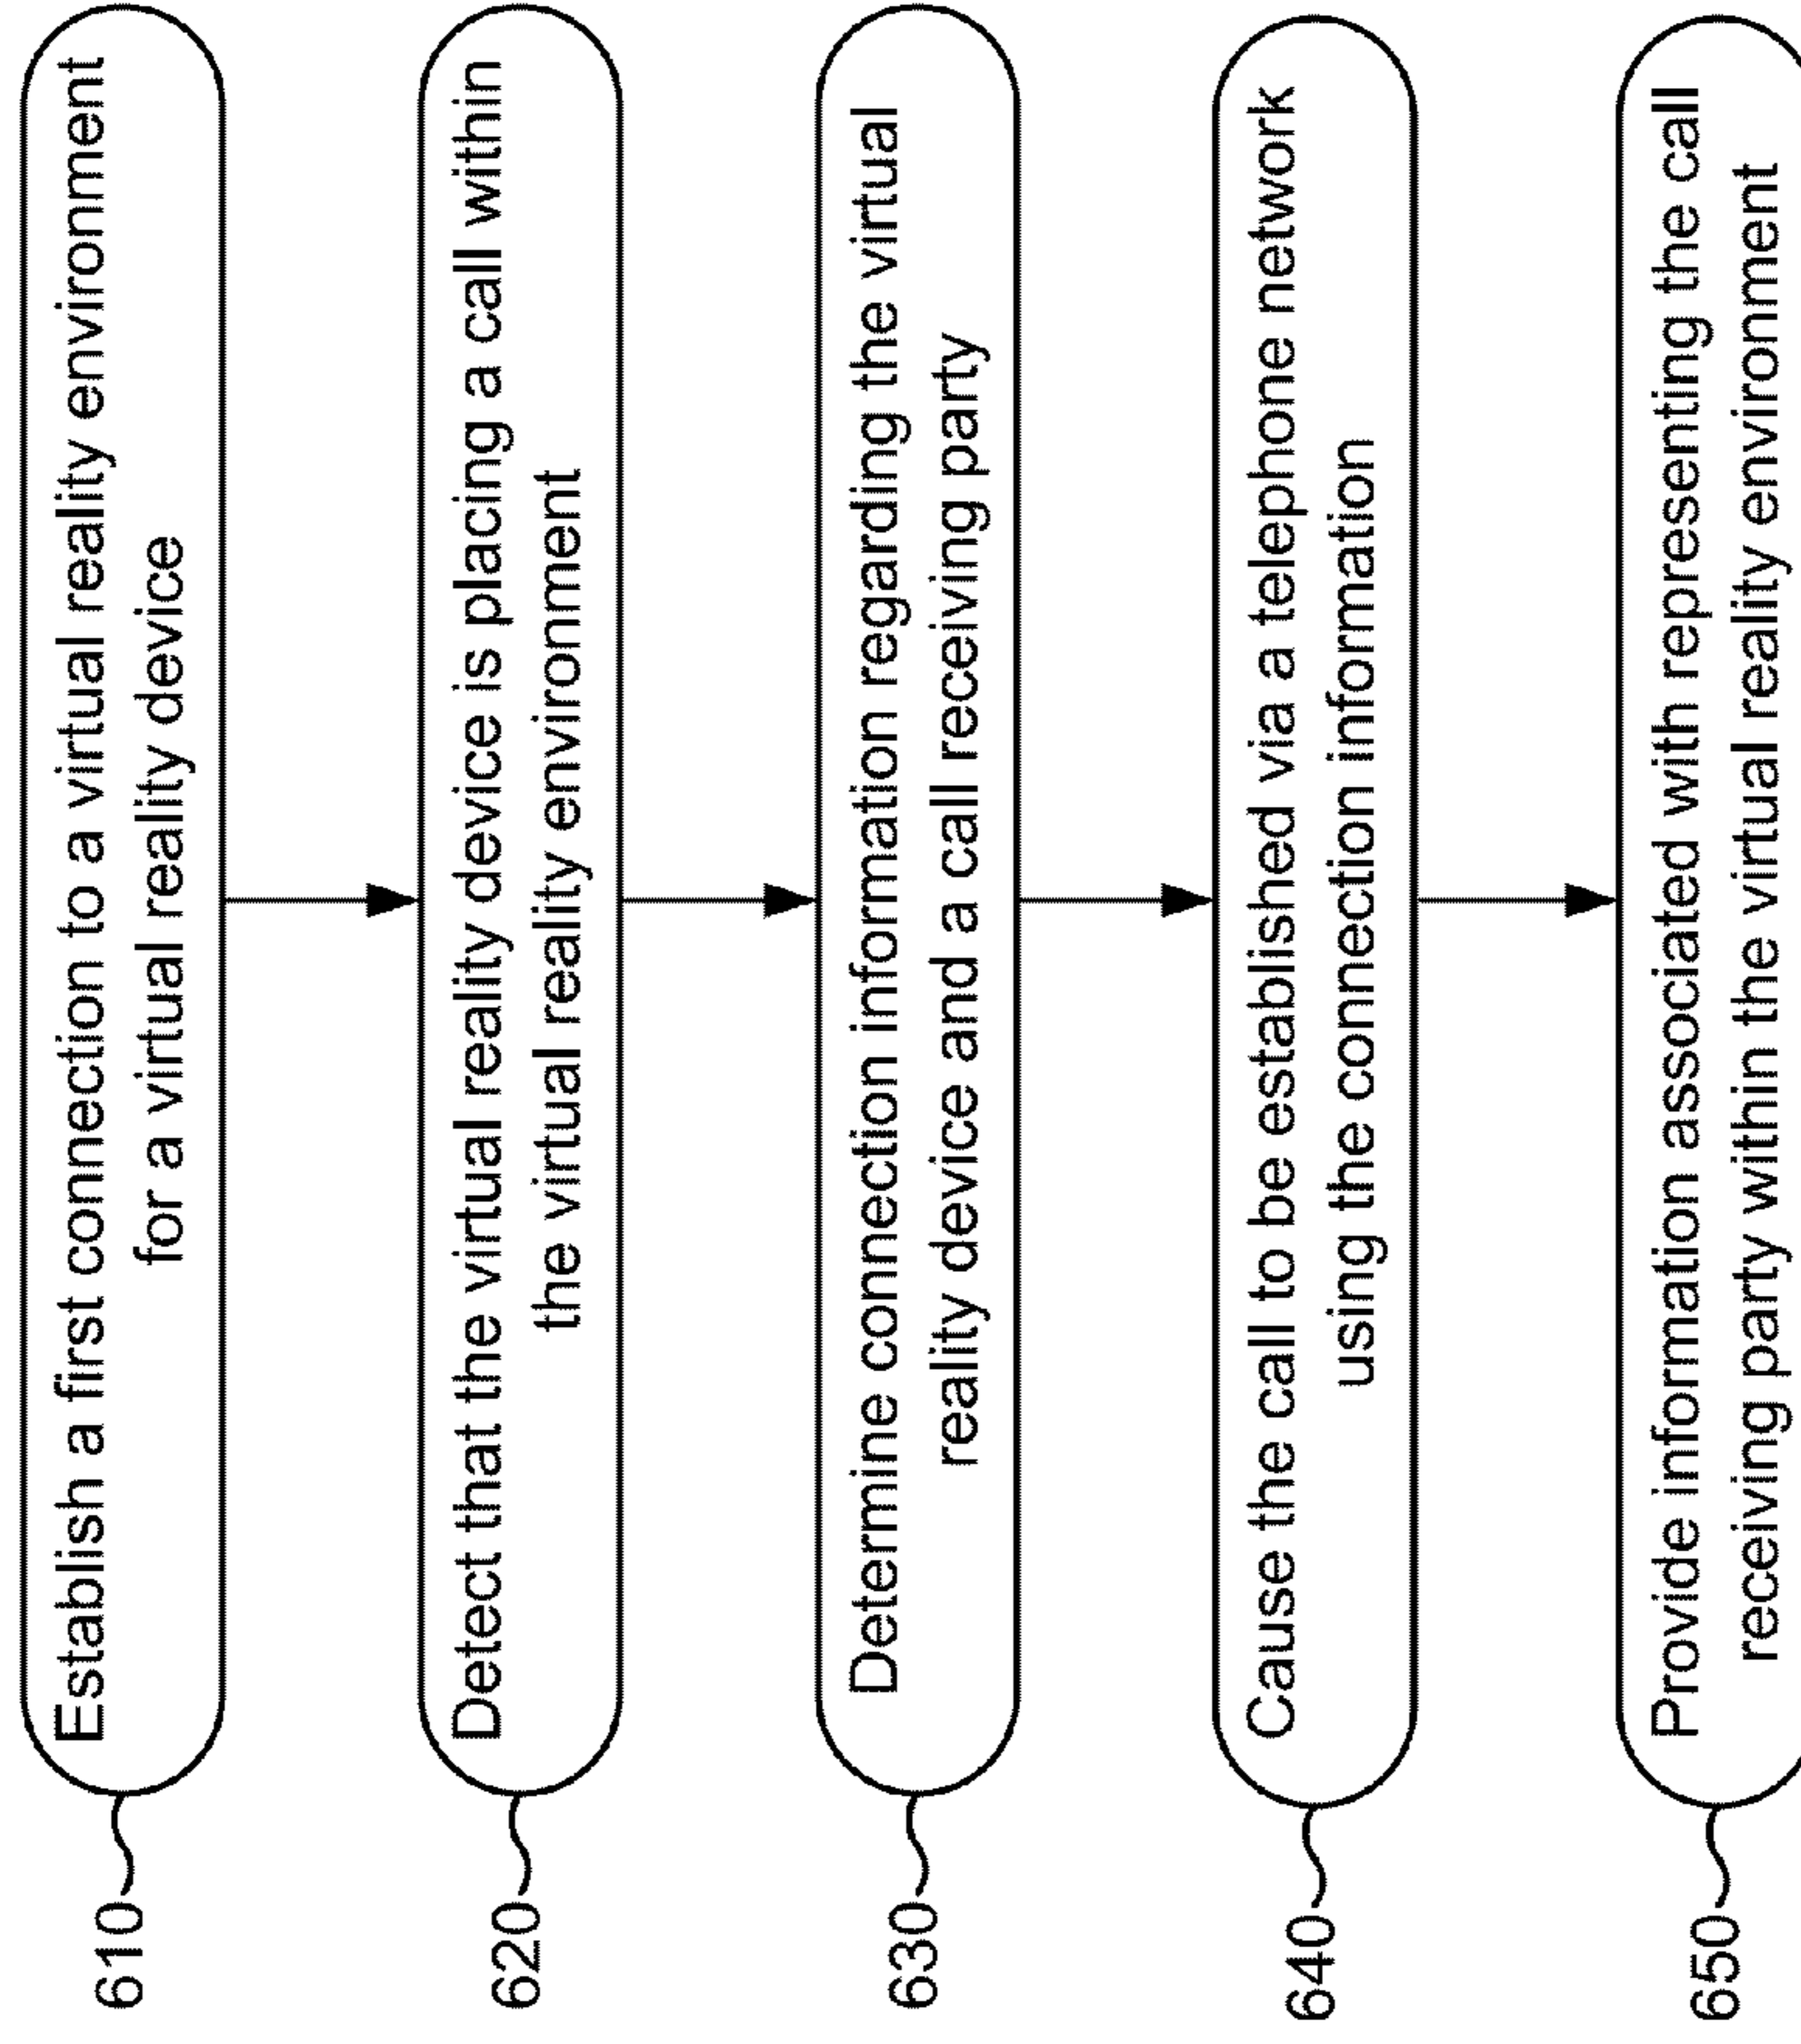 610
Establish a first connection to a virtual reality environment
for a virtual reality device
620
Detect that the virtual reality device is placing a call within
the virtual reality environment
630
Determine connection information regarding the virtual
reality device and a call receiving party
640
Cause the call to be established via a telephone network
using the connection information
650
Provide information associated with representing the call
receiving party within the virtual reality environment